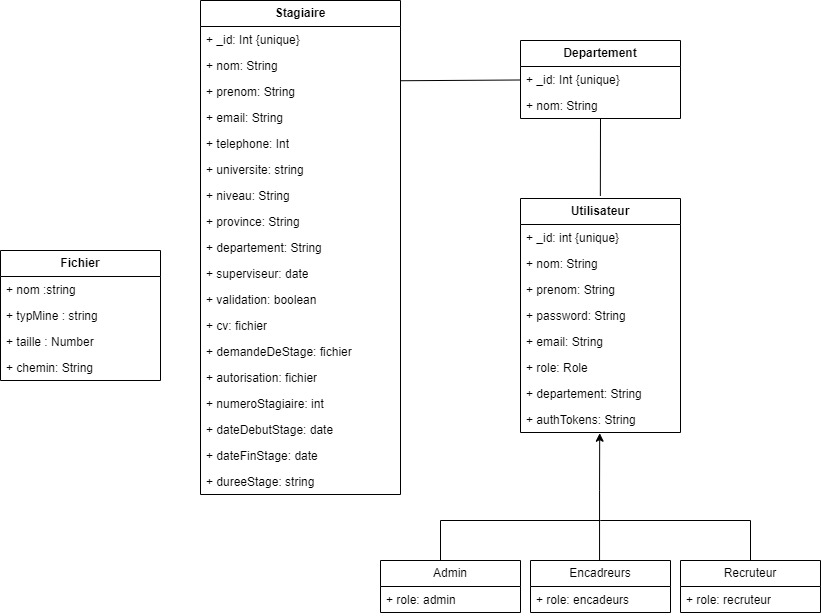 Stagiaire
+ _id: Int {unique}
+ nom: String
+ prenom: String
+ email: String
+ telephone: Int
+ universite: string
+ niveau: String
+ province: String
+ departement: String
+ superviseur: date
+ validation: boolean
+ cv: fichier
+ demandeDeStage: fichier
+ autorisation: fichier
+ numeroStagiaire: int
+ dateDebutStage: date
+ dateFinStage: date
+ dureeStage: string
Departement
+ _id: Int {unique}
+ nom: String
Utilisateur
+ _id: int {unique}
+ nom: String
+ prenom: String
+ password: String
+ email: String
+ role: Role
+ departement: String
+ authTokens: String
Fichier
+ nom :string
+ typMine : string
+ taille : Number
+ chemin: String
Admin
+ role: admin
Encadreurs
+ role: encadeurs
Recruteur
+ role: recruteur